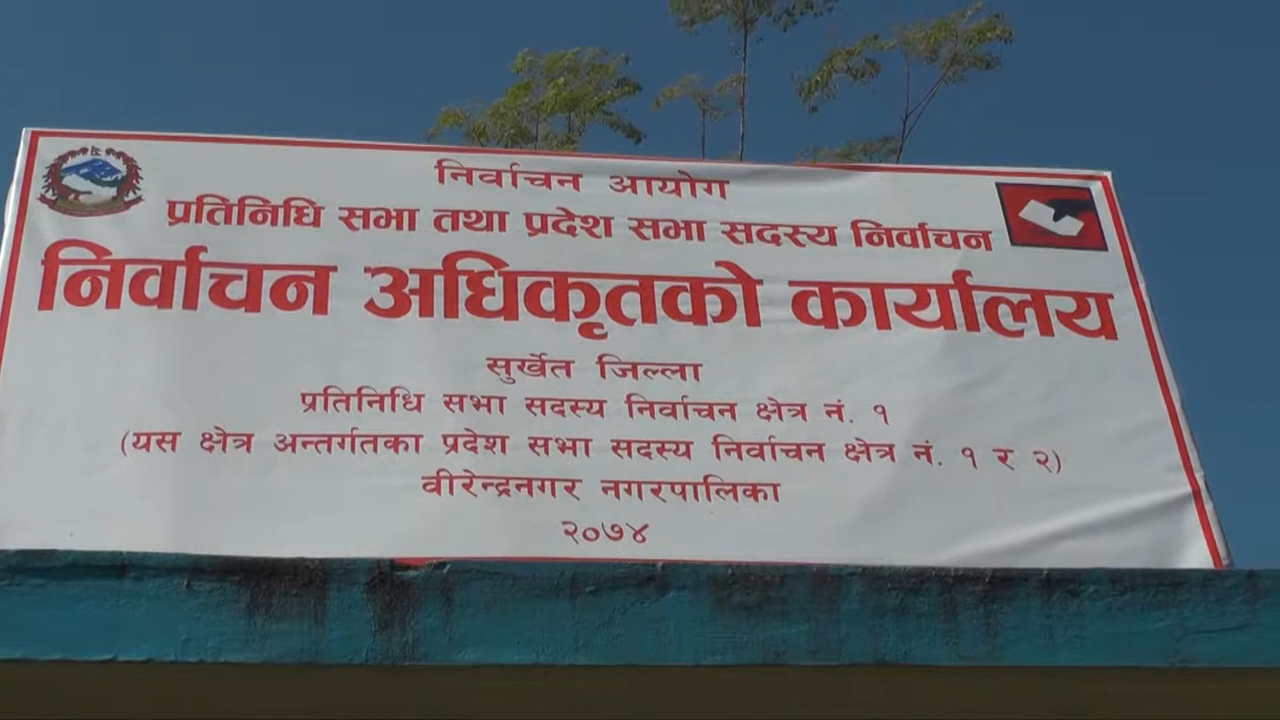 निर्वाचन आयोग
प्रतिनिधि सभा तथा प्रदेश सभा सदस्य निर्वाचन
निर्वाचन अधिकृतको कार्यालय
सुर्खेत जिल्ला
प्रतिनिधि सभा सदस्य निर्वाचन क्षेत्र नं. १
(यस क्षेत्र अन्तर्गतका प्रदेश सभा सदस्य निर्वाचन क्षेत्र नं. १ र २)
वीरेन्द्रनगर नगरपालिका
२०७४